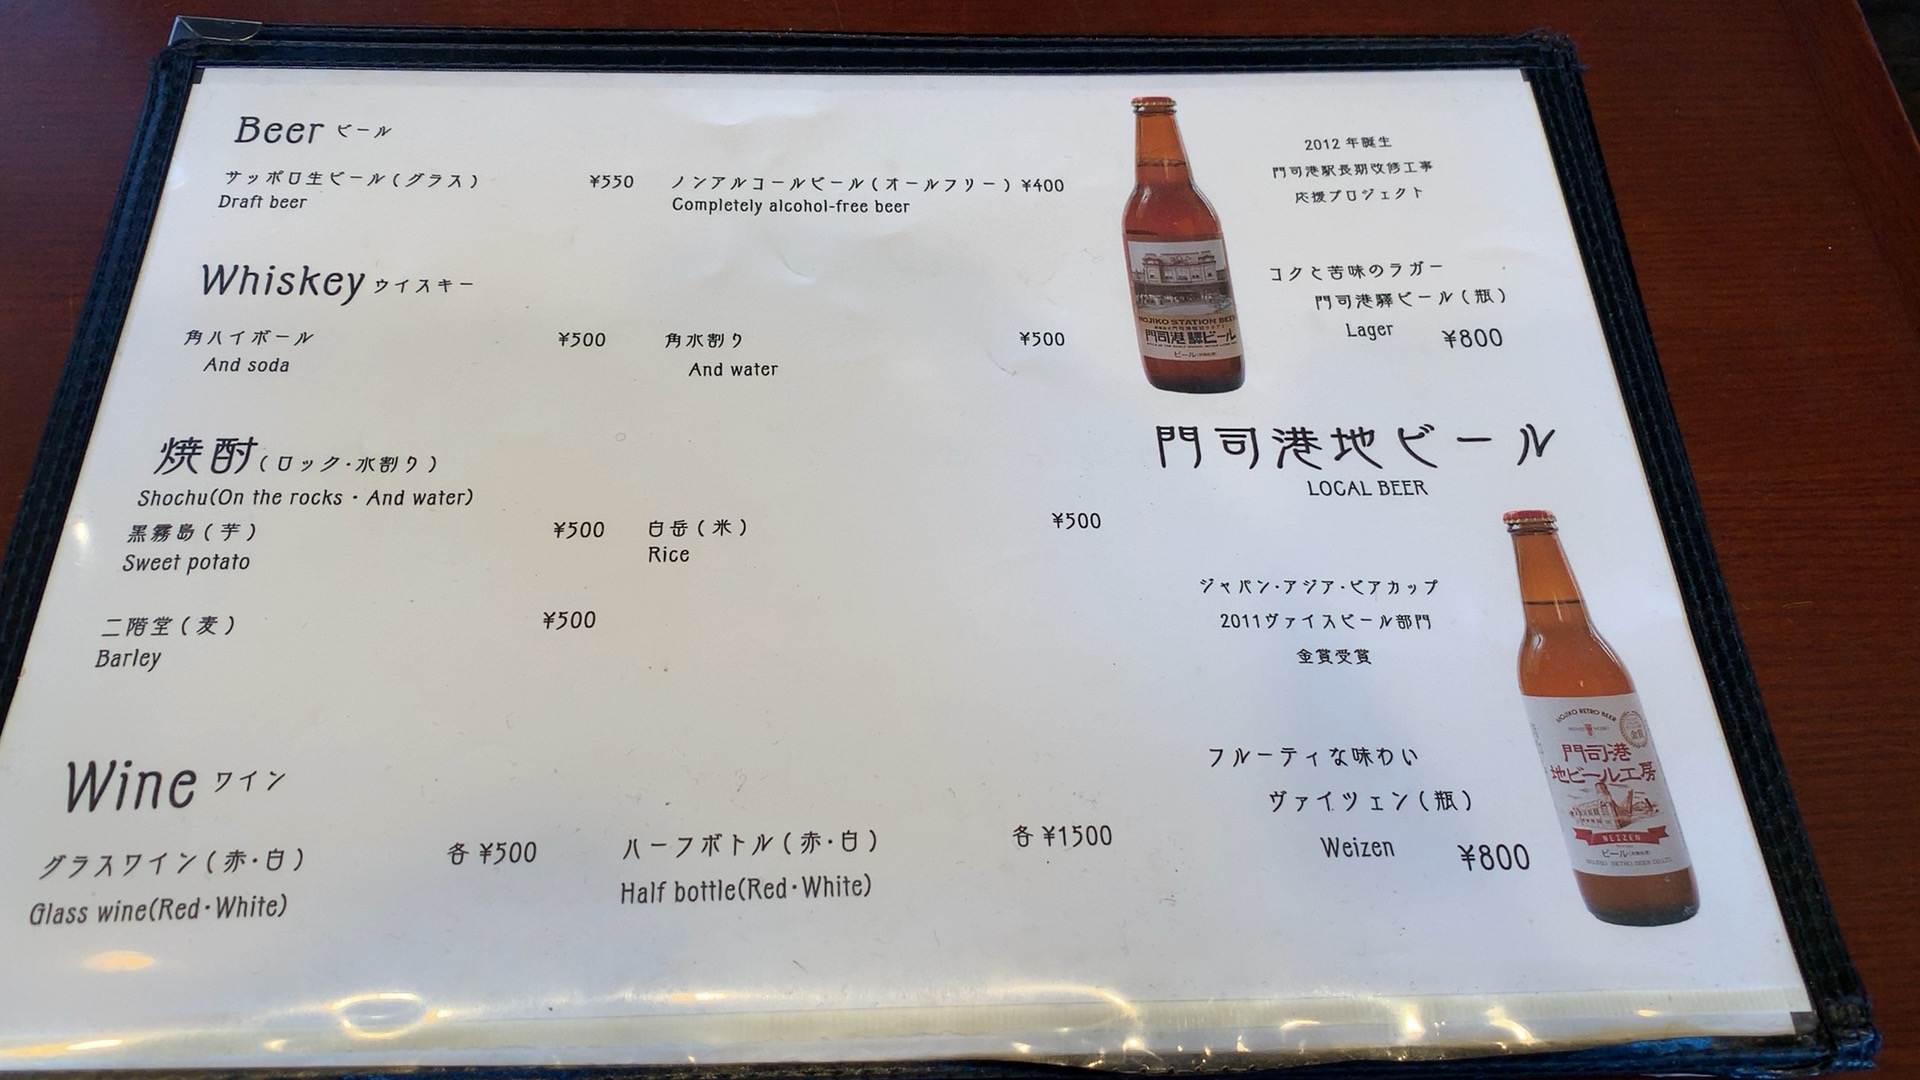 Beer ビール
サッポロ生ビール(グラス) ¥550
Draft beer
ノンアルコールビール(オールフリー) ¥400
Completely alcohol-free beer
Whiskey ウイスキー
角ハイボール ¥500
And soda
角水割り ¥500
And water
焼酎(ロック・水割り)
Shochu(On the rocks・And water)
黒霧島(芋) ¥500
Sweet potato
白岳(米) ¥500
Rice
二階堂(麦) ¥500
Barley
Wine ワイン
グラスワイン(赤・白) 各 ¥500
Glass wine(Red・White)
ハーフボトル(赤・白) 各 ¥1500
Half bottle(Red・White)
2012 年誕生
門司港駅長期改修工事
応援プロジェクト
コクと苦味のラガー
門司港驛ビール(瓶)
Lager ¥800
MOJIKO STATION BEER
門司港驛ビール
ビール
門司港地ビール
LOCAL BEER
ジャパン・アジア・ビアカップ
2011ヴァイスビール部門
金賞受賞
フルーティな味わい
ヴァイツェン(瓶)
Weizen ¥800
MOJIKO RETRO BEER
門司港
地ビール工房
WEIZEN
ビール